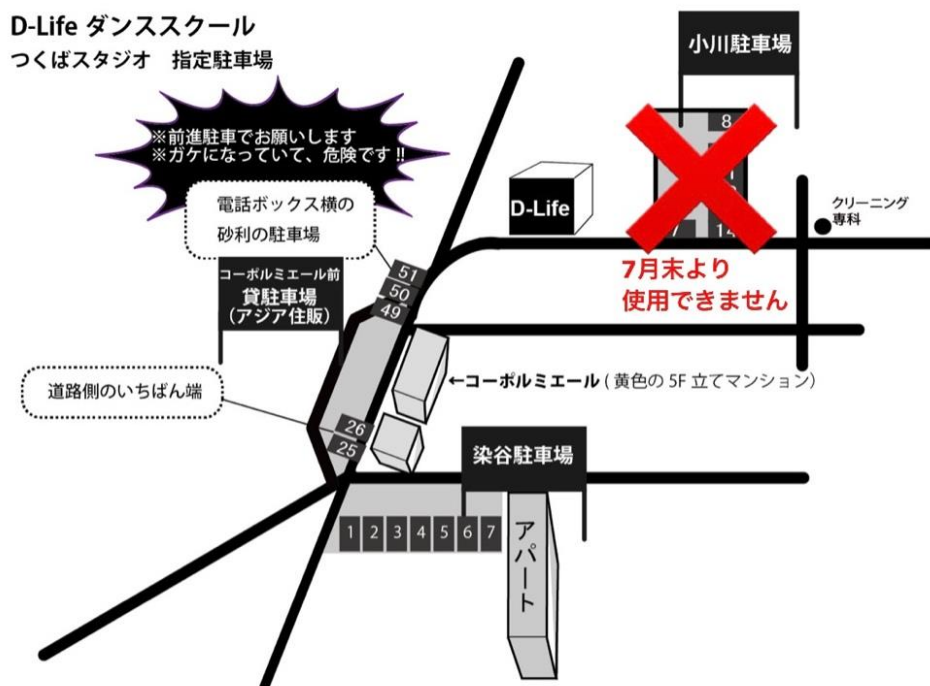 D-Life ダンススクール
つくばスタジオ　指定駐車場
※前進駐車でお願いします
※ガケになっていて、危険です!!
電話ボックス横の
砂利の駐車場
小川駐車場
8
14
7月末より
使用できません
D-Life
クリーニング
専科
コーポルミエール前
貸駐車場
（アジア住販）
51
50
49
←コーポルミエール ( 黄色の 5F 立てマンション）
道路側のいちばん端
26
25
染谷駐車場
1 2 3 4 5 6 7
アパート